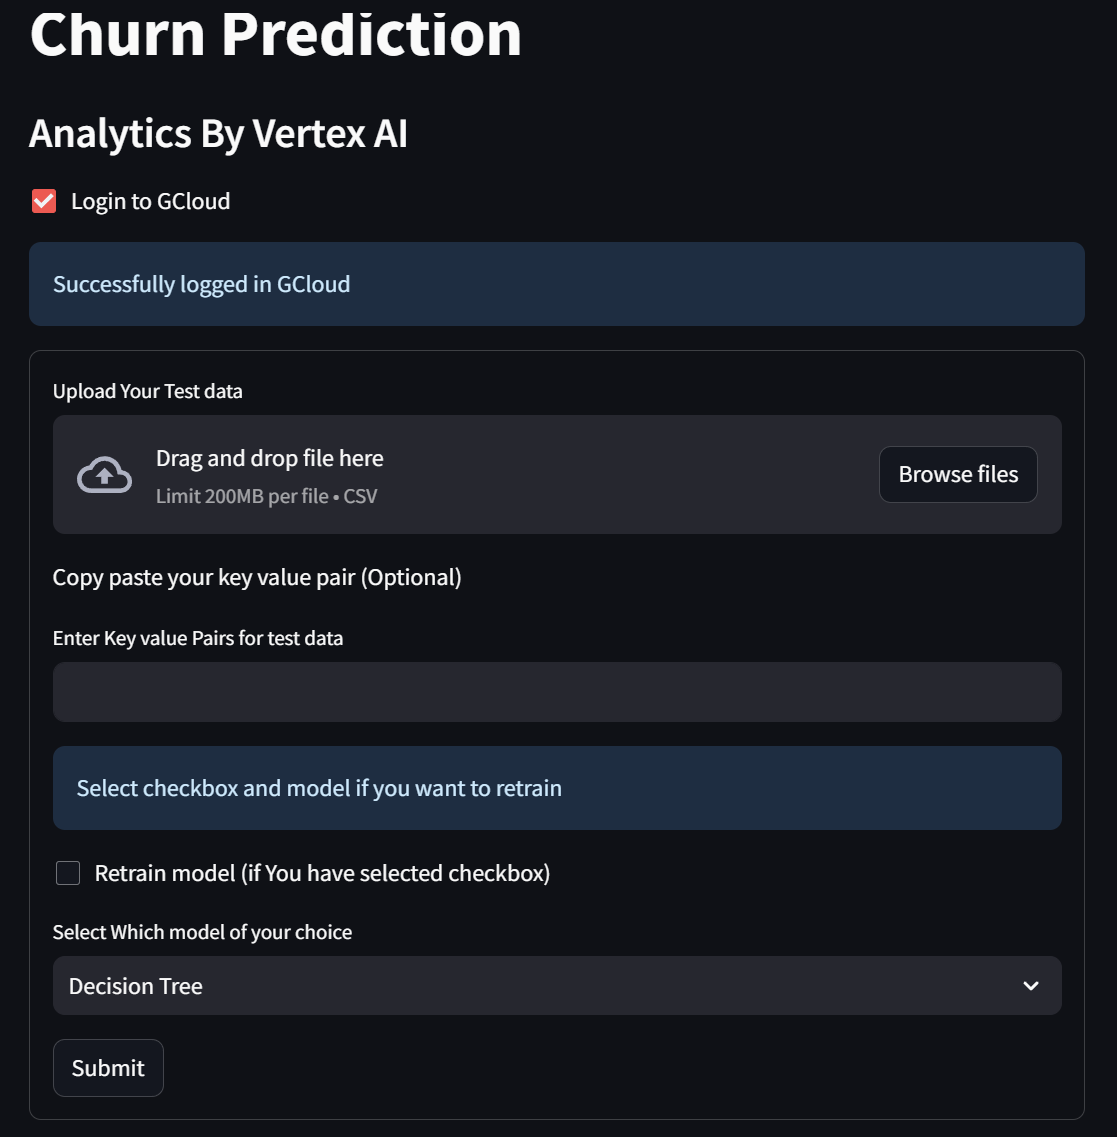 Churn Prediction
Analytics By Vertex AI
Login to GCloud
Successfully logged in GCloud
Upload Your Test data
Drag and drop file here
Limit 200MB per file • CSV
Browse files
Copy paste your key value pair (Optional)
Enter Key value Pairs for test data
Select checkbox and model if you want to retrain
Retrain model (if You have selected checkbox)
Select Which model of your choice
Decision Tree
Submit